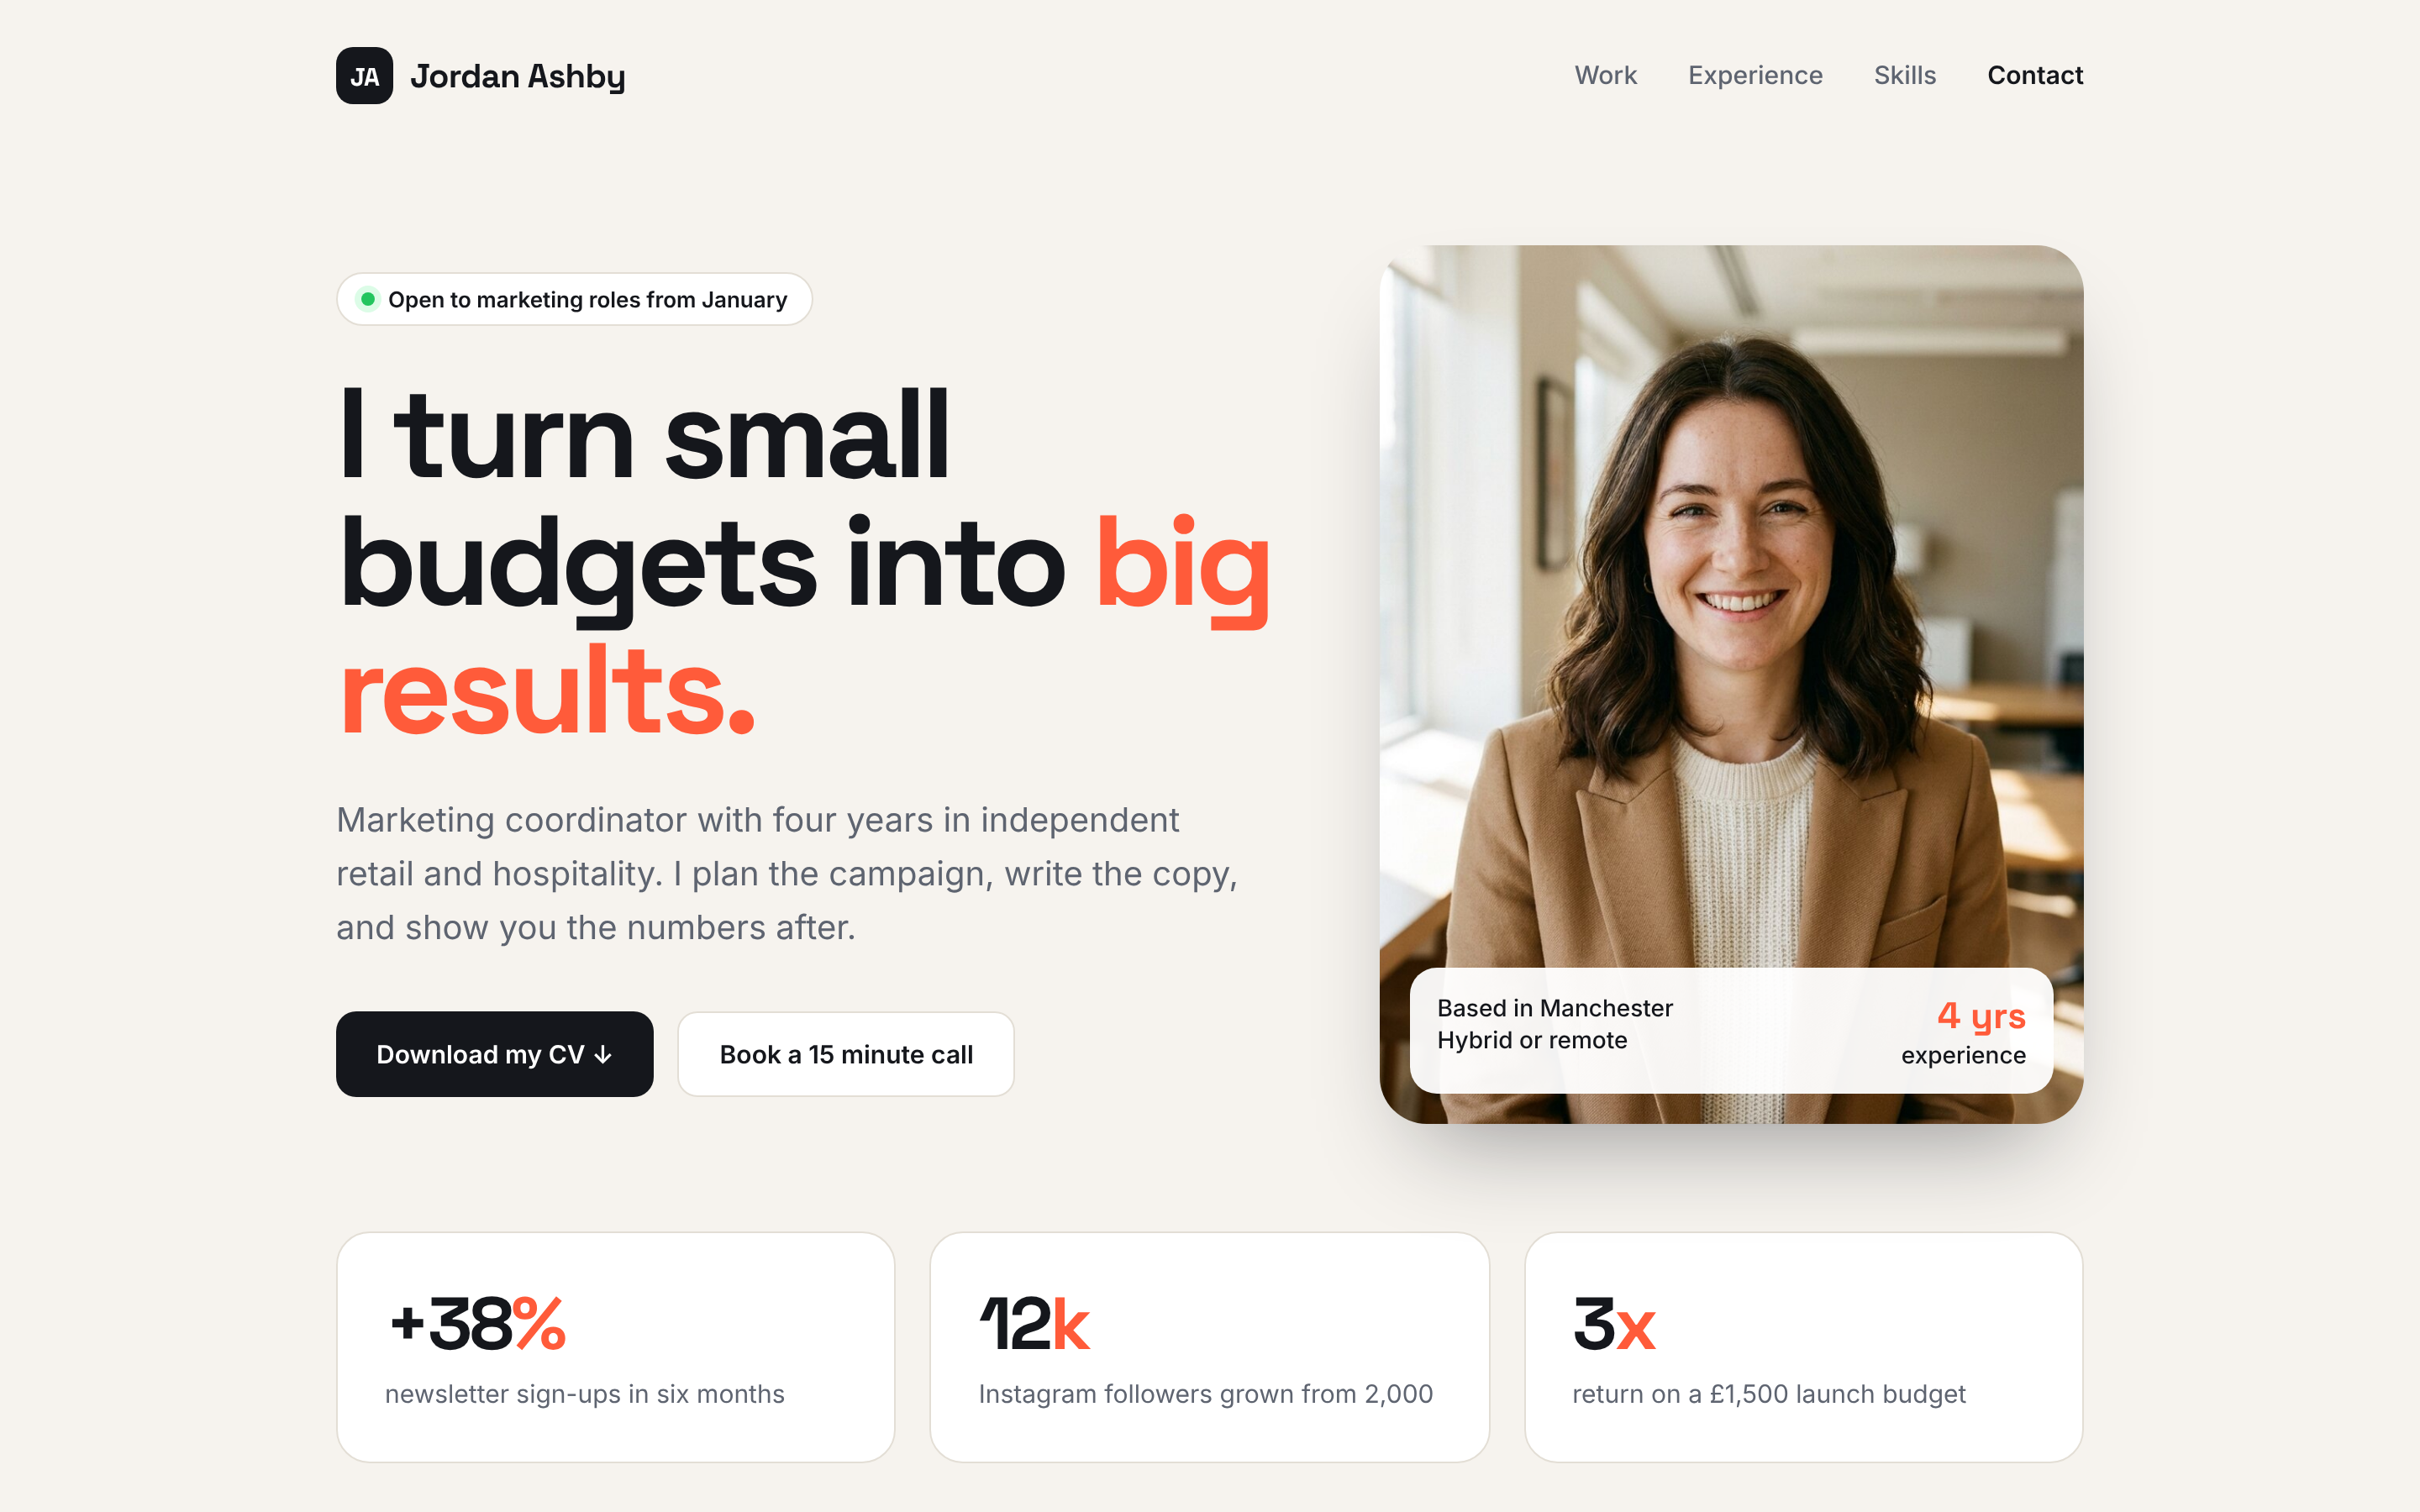 JA
Jordan Ashby
Work
Experience
Skills
Contact
Open to marketing roles from January
I turn small
budgets into big
results.
Marketing coordinator with four years in independent
retail and hospitality. I plan the campaign, write the copy,
and show you the numbers after.
Download my CV ↓
Book a 15 minute call
Based in Manchester
Hybrid or remote
4 yrs
experience
+38%
newsletter sign-ups in six months
12k
Instagram followers grown from 2,000
3x
return on a £1,500 launch budget